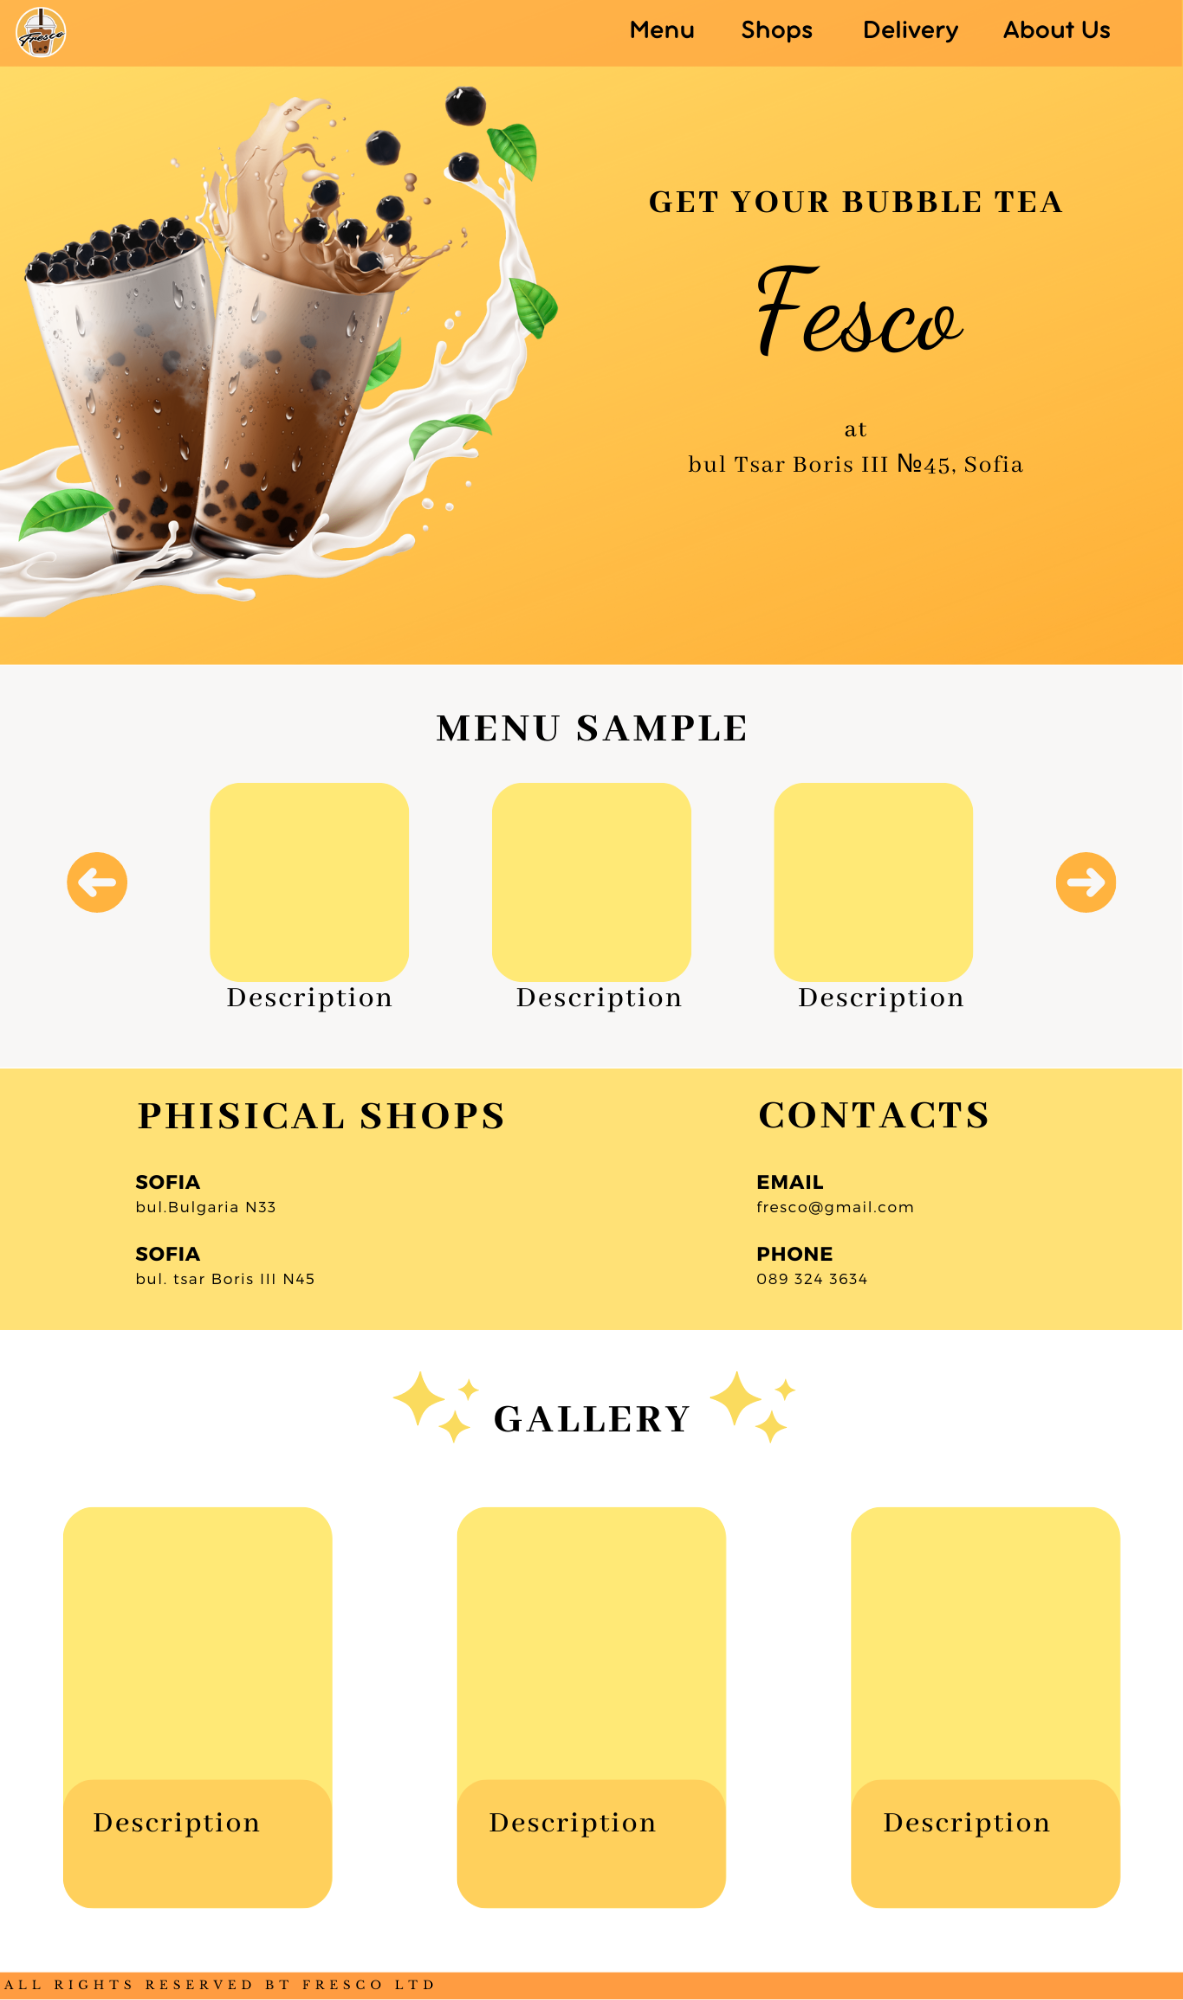 Fresco
Menu Shops Delivery About Us
GET YOUR BUBBLE TEA
Fesco
at
bul Tsar Boris III №45, Sofia
MENU SAMPLE
Description Description Description
PHISICAL SHOPS
SOFIA
bul.Bulgaria N33
SOFIA
bul. tsar Boris III N45
CONTACTS
EMAIL
fresco@gmail.com
PHONE
089 324 3634
GALLERY
Description Description Description
ALL RIGHTS RESERVED BT FRESCO LTD